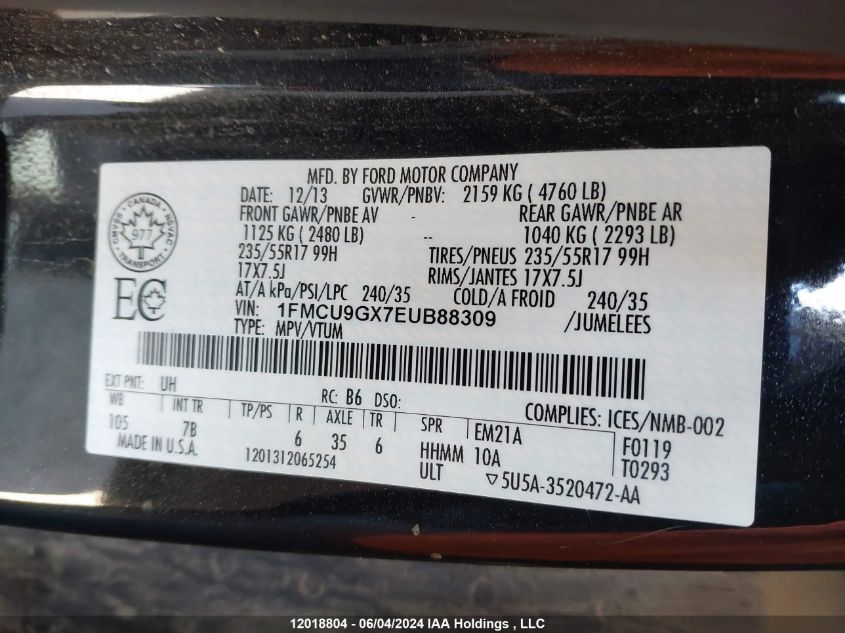 MFD. BY FORD MOTOR COMPANY
DATE: 12/13 GVWR/PNBV: 2159 KG ( 4760 LB)
FRONT GAWR/PNBE AV - REAR GAWR/PNBE AR
1125 KG ( 2480 LB) -- 1040 KG ( 2293 LB)
235/55R17 99H TIRES/PNEUS 235/55R17 99H
17X7.5J RIMS/JANTES 17X7.5J
AT/A kPa/PSI/LPC 240/35 COLD/A FROID 240/35
VIN: 1FMCU9GX7EUB88309 /JUMELEES
TYPE: MPV/VTUM
CANADA
CMVSS NSVAC
977
TRANSPORT
EC
EXT PNT: UH RC: B6 DSO: COMPLIES: ICES/NMB-002
WB INT TR TP/PS R AXLE TR SPR EM21A F0119
105 7B 6 35 6 HHMM 10A T0293
MADE IN U.S.A. 1201312065254 ULT ▽5U5A-3520472-AA
12018804 - 06/04/2024 IAA Holdings , LLC